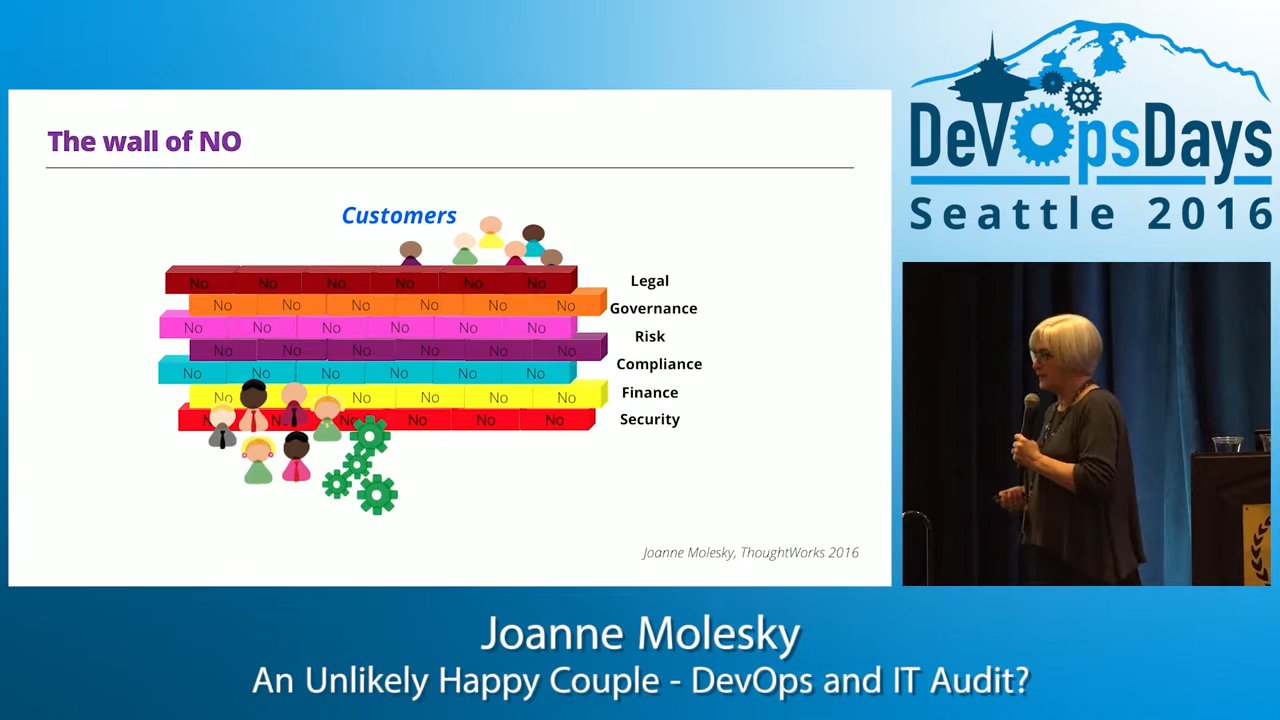 DevOpsDays
Seattle 2016
The wall of NO
Customers
No No No No No No Legal
No No No No No No Governance
No No No No No No Risk
No No No No No No Compliance
No No No No No No Finance
No No No No No Security
No No No No
Joanne Molesky, ThoughtWorks 2016
Joanne Molesky
An Unlikely Happy Couple - DevOps and IT Audit?